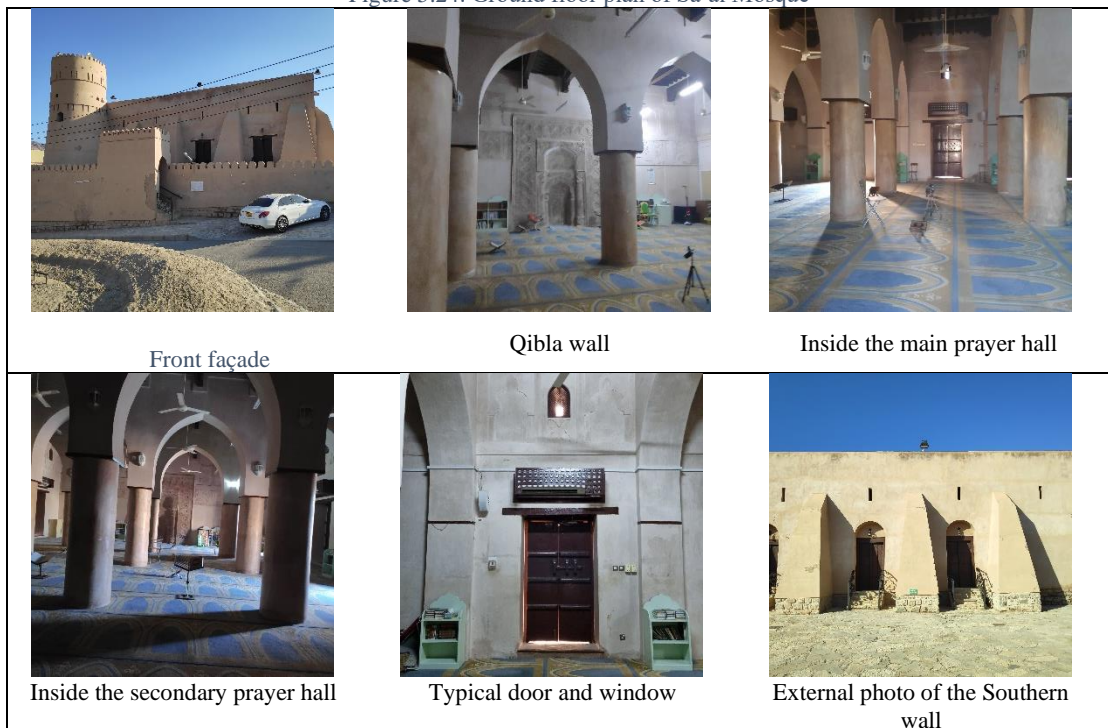 Figure 3.24: Ground floor plan of Su'al Mosque
Front façade
Qibla wall
Inside the main prayer hall
Inside the secondary prayer hall
Typical door and window
External photo of the Southern
wall